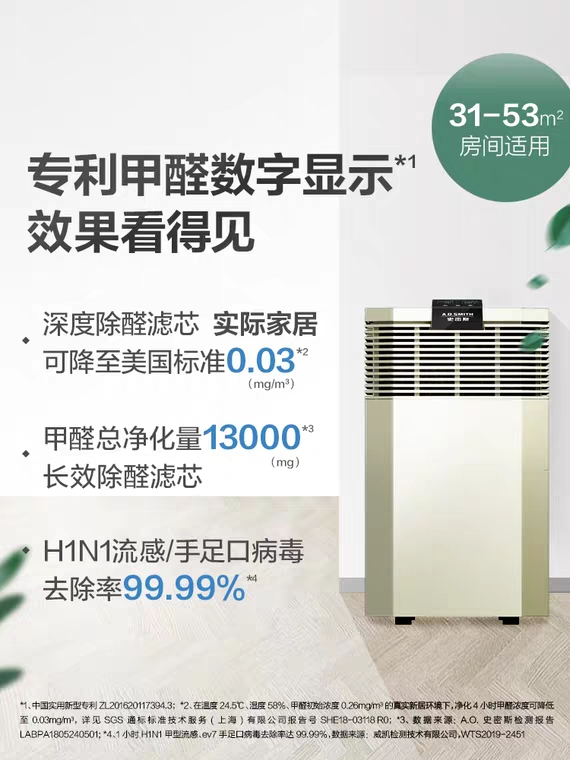 31-53m²
房间适用
专利甲醛数字显示*1
效果看得见
深度除醛滤芯 实际家居
可降至美国标准0.03*2
(mg/m³)
甲醛总净化量13000*3
(mg)
长效除醛滤芯
H1N1流感/手足口病毒
去除率99.99%*4
A.O.SMITH
史密斯
*1、中国实用新型专利 ZL201620117394.3; *2、在温度 24.5℃、湿度 58%、甲醛初始浓度 0.26mg/m³ 的真实新居环境下,净化 4 小时甲醛浓度可降低
至 0.03mg/m³, 详见 SGS 通标标准技术服务(上海)有限公司报告号 SHE18-03118 R0; *3、数据来源: A.O. 史密斯检测报告
LABPA1805240501; *4、1 小时 H1N1 甲型流感、ev7 手足口病毒去除率达 99.99%, 数据来源: 威凯检测技术有限公司, WTS2019-2451